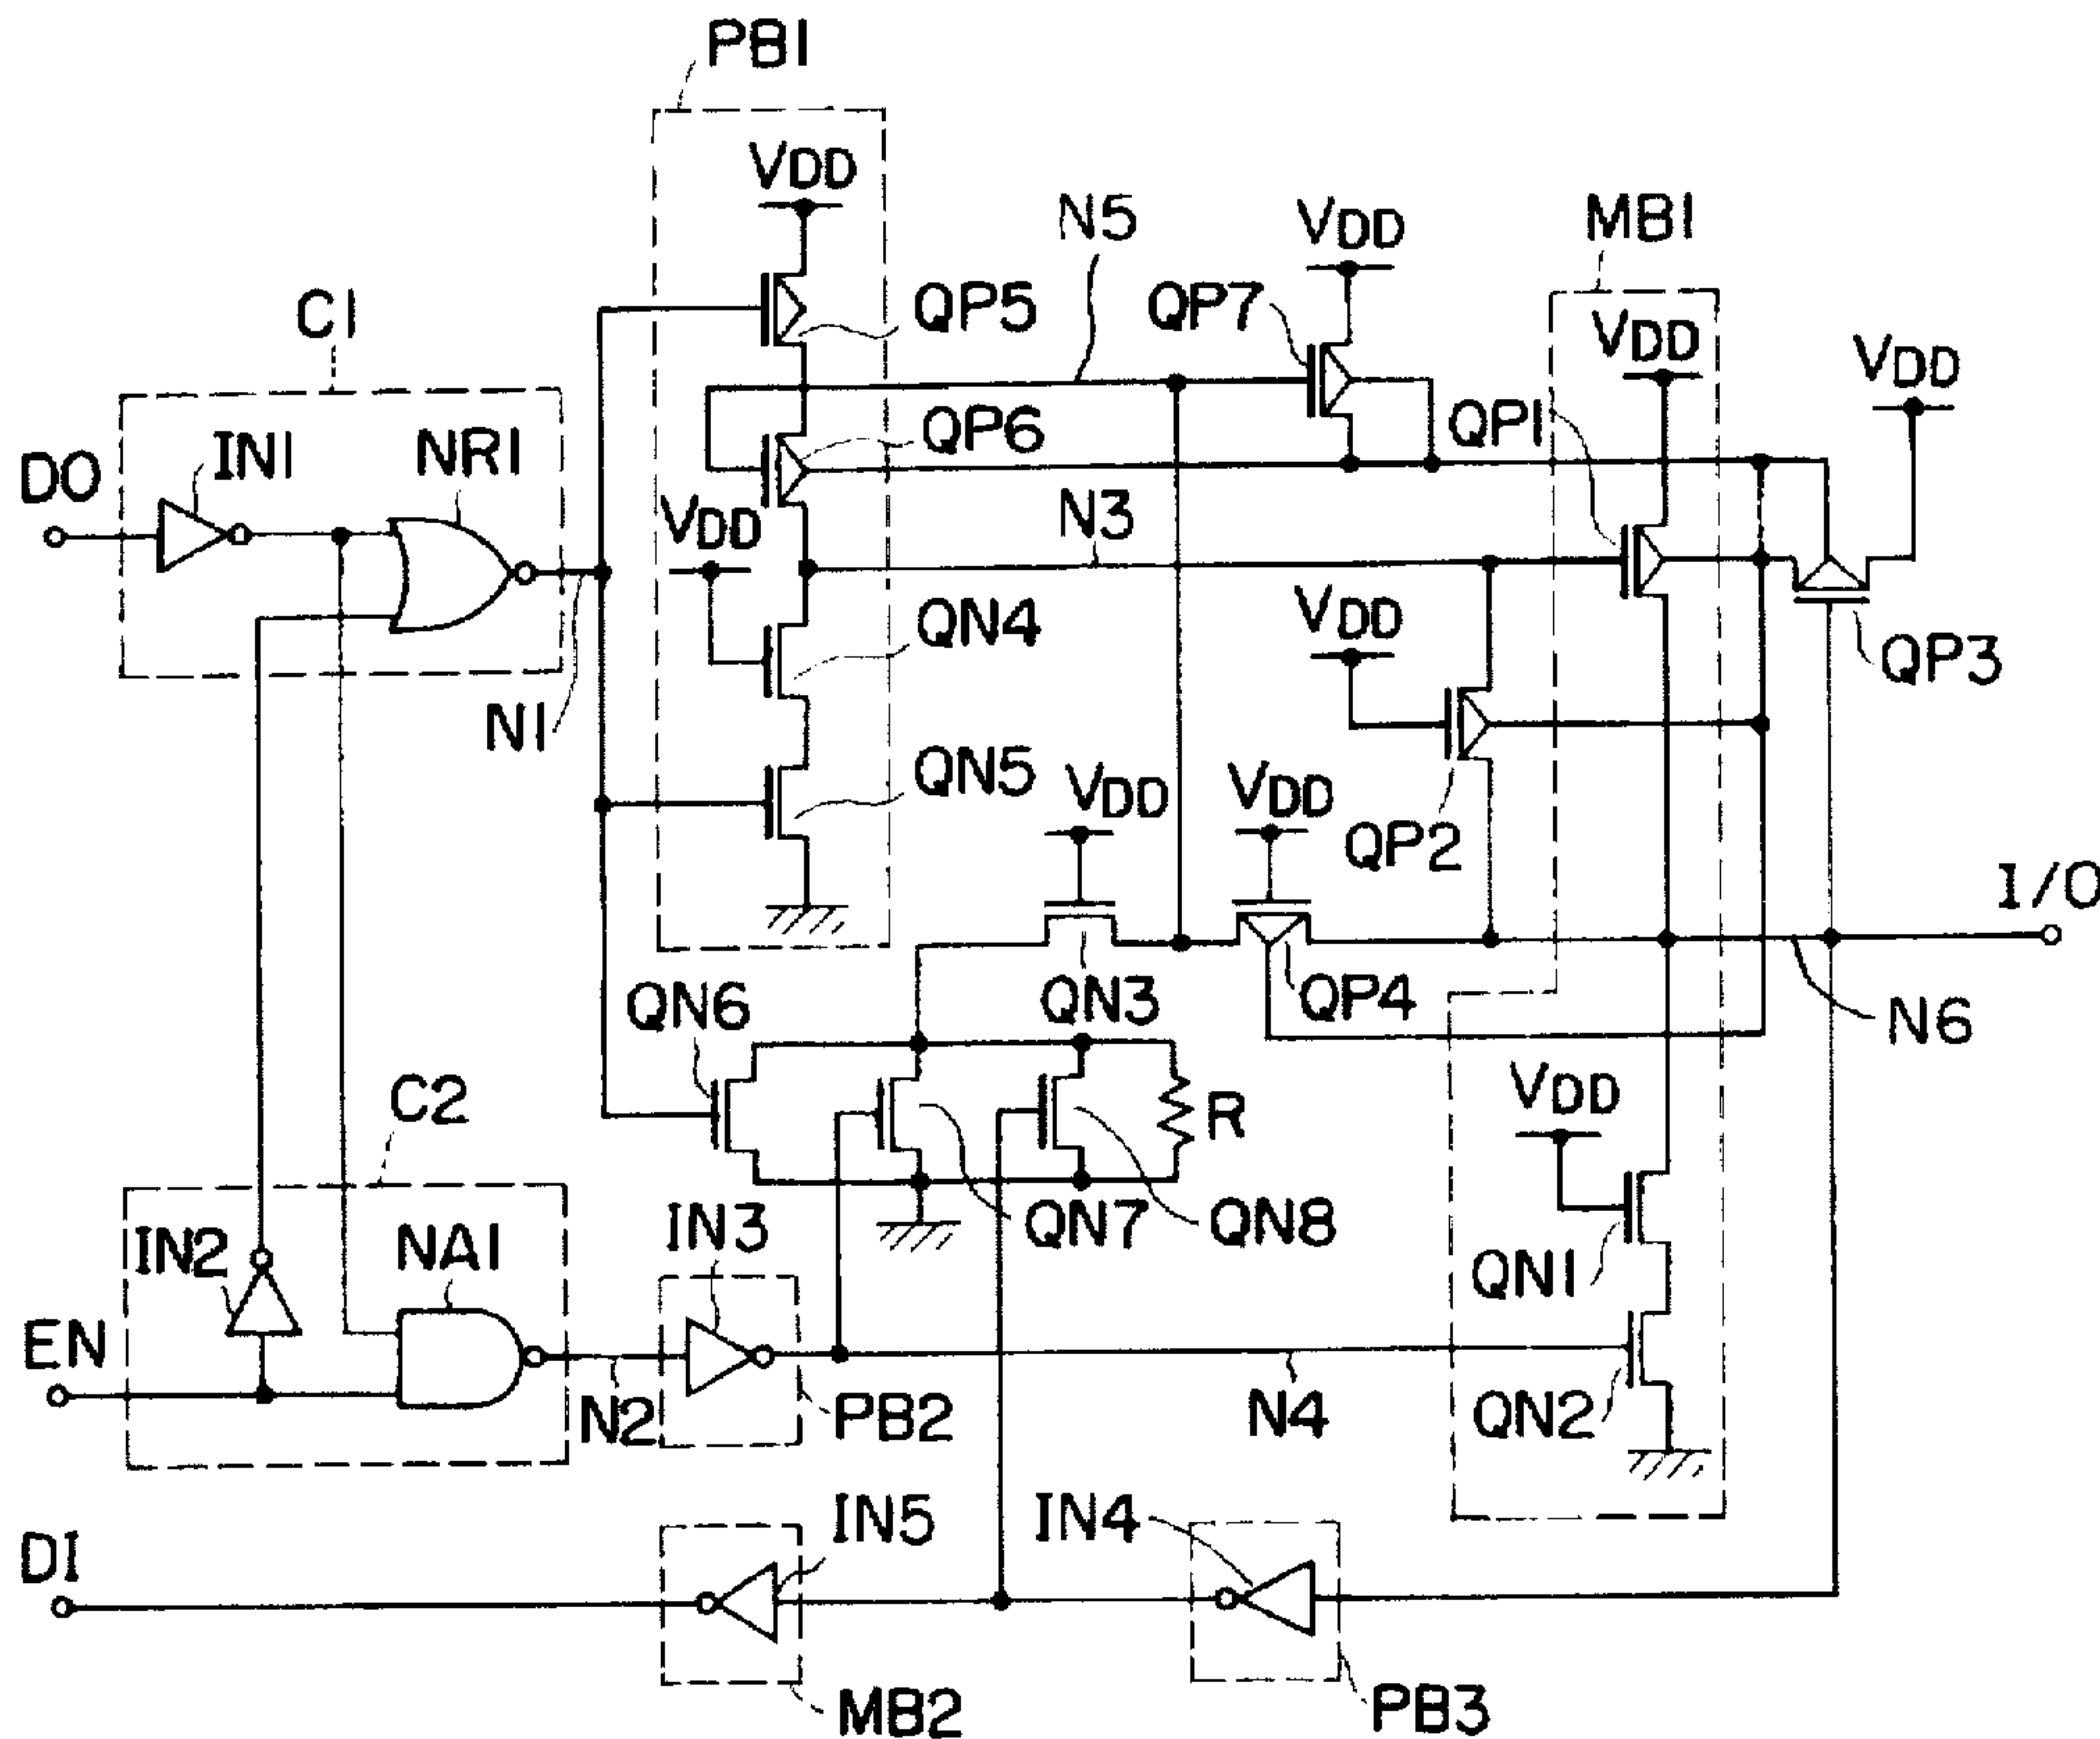 PB1
VDD
N5
VDD
MB1
C1
QP5
QP7
VDD
VDD
QP6
QP1
DO
IN1
NR1
VDD
N3
VDD
QN4
QP3
N1
QN5
VDD
VDD
QP2
I/O
QN6
QN3
QP4
N6
C2
R
VDD
IN2
NA1
IN3
QN7
QN8
QN1
EN
N2
PB2
N4
QN2
DI
IN5
IN4
MB2
PB3